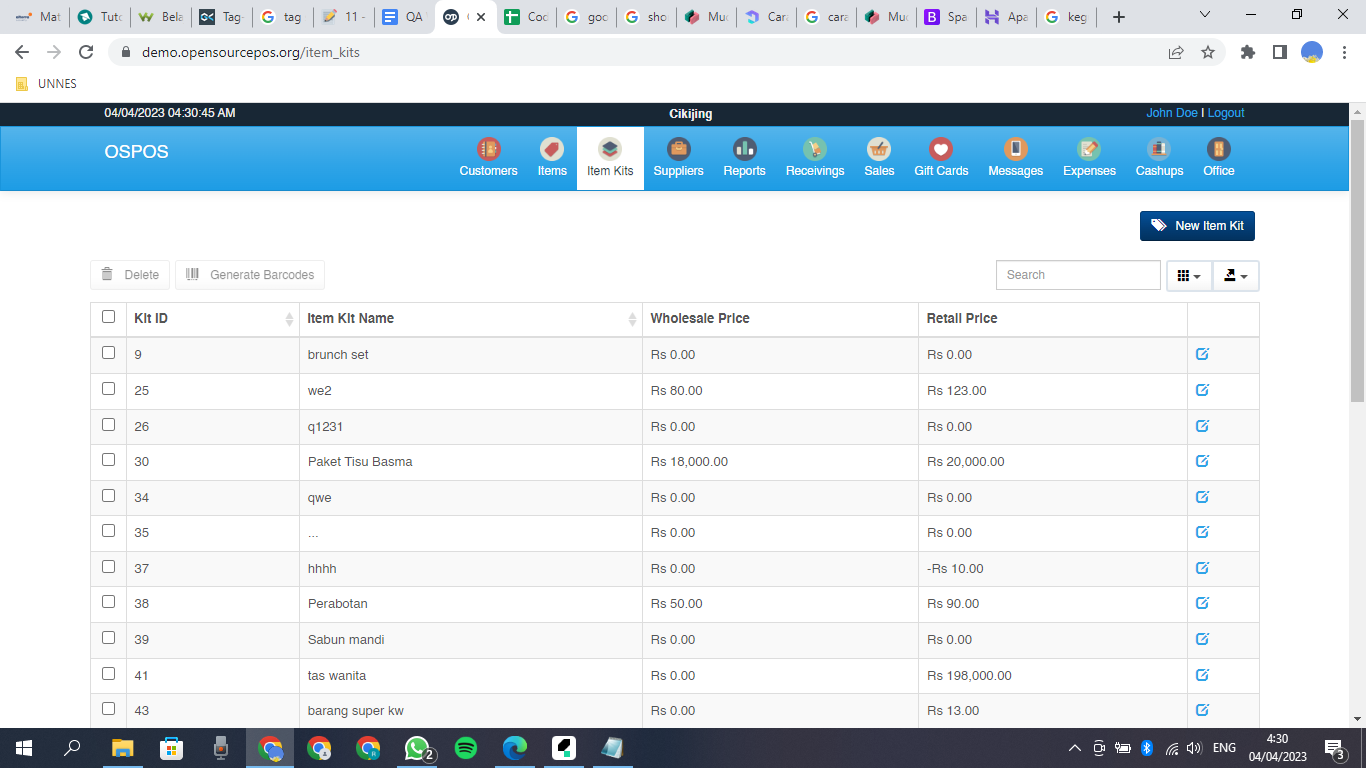 Mat
Tuto
Bela
Tag-
tag
11 -
QA
Cod
goo
sho
Muc
Cara
cara
Muc
Spa
Apa
keg
demo.opensourcepos.org/item_kits
UNNES
04/04/2023 04:30:45 AM
Cikijing
John Doe | Logout
OSPOS
Customers
Items
Item Kits
Suppliers
Reports
Receivings
Sales
Gift Cards
Messages
Expenses
Cashups
Office
New Item Kit
Delete
Generate Barcodes
Search
Kit ID Item Kit Name Wholesale Price Retail Price
9 brunch set Rs 0.00 Rs 0.00
25 we2 Rs 80.00 Rs 123.00
26 q1231 Rs 0.00 Rs 0.00
30 Paket Tisu Basma Rs 18,000.00 Rs 20,000.00
34 qwe Rs 0.00 Rs 0.00
35 ... Rs 0.00 Rs 0.00
37 hhhh Rs 0.00 -Rs 10.00
38 Perabotan Rs 50.00 Rs 90.00
39 Sabun mandi Rs 0.00 Rs 0.00
41 tas wanita Rs 0.00 Rs 198,000.00
43 barang super kw Rs 0.00 Rs 13.00
2
ENG
4:30
04/04/2023
3